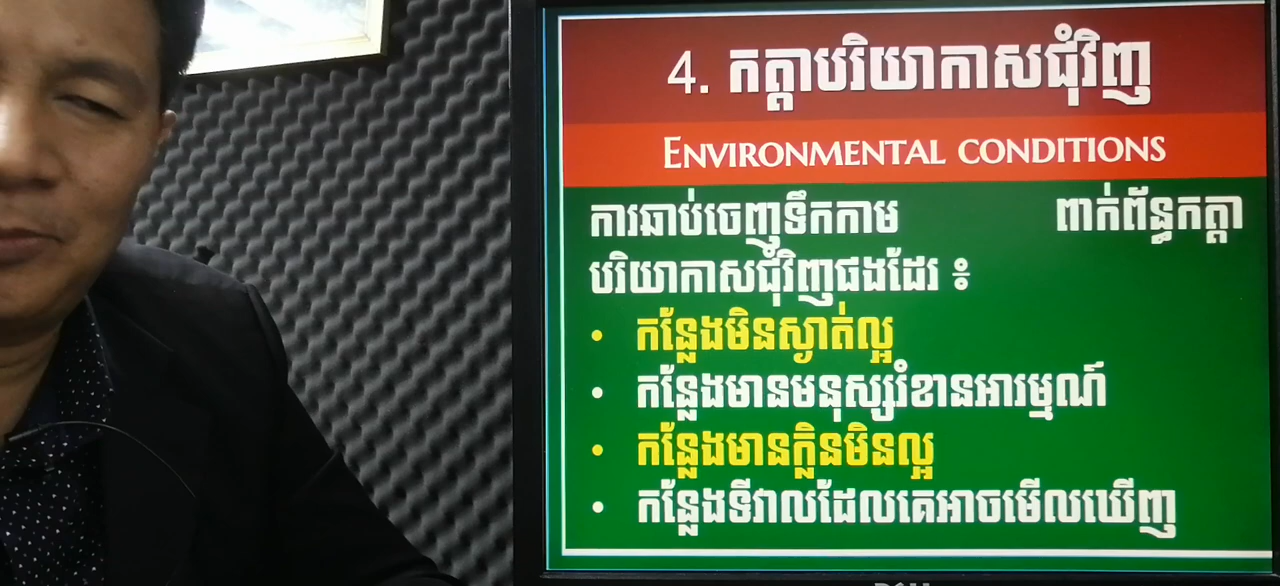 4. កត្តាបរិយាកាសជុំវិញ
ENVIRONMENTAL CONDITIONS
ការឆាប់ចេញទឹកកាម ពាក់ព័ន្ធកត្តា
បរិយាកាសជុំវិញផងដែរ ៖
• កន្លែងមិនស្ងាត់ល្អ
• កន្លែងមានមនុស្សរំខានអារម្មណ៍
• កន្លែងមានក្លិនមិនល្អ
• កន្លែងទីវាលដែលគេអាចមើលឃើញ